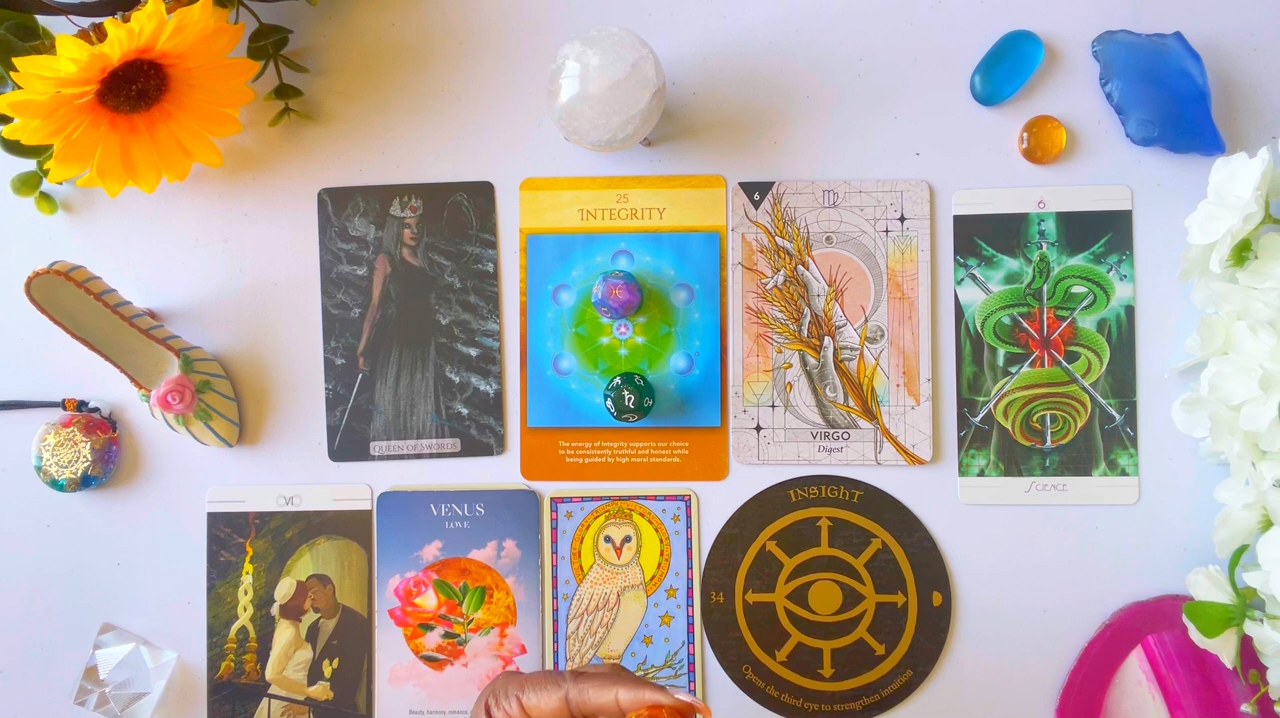 QUEEN OF SWORDS
25
INTEGRITY
The energy of Integrity supports our choice
to be consistently truthful and honest while
being guided by high moral standards.
6
VIRGO
Digest
6
SCIENCE
VI
VENUS
LOVE
Beauty, harmony, romance,
INSIGHT
34
Opens the third eye to strengthen intuition